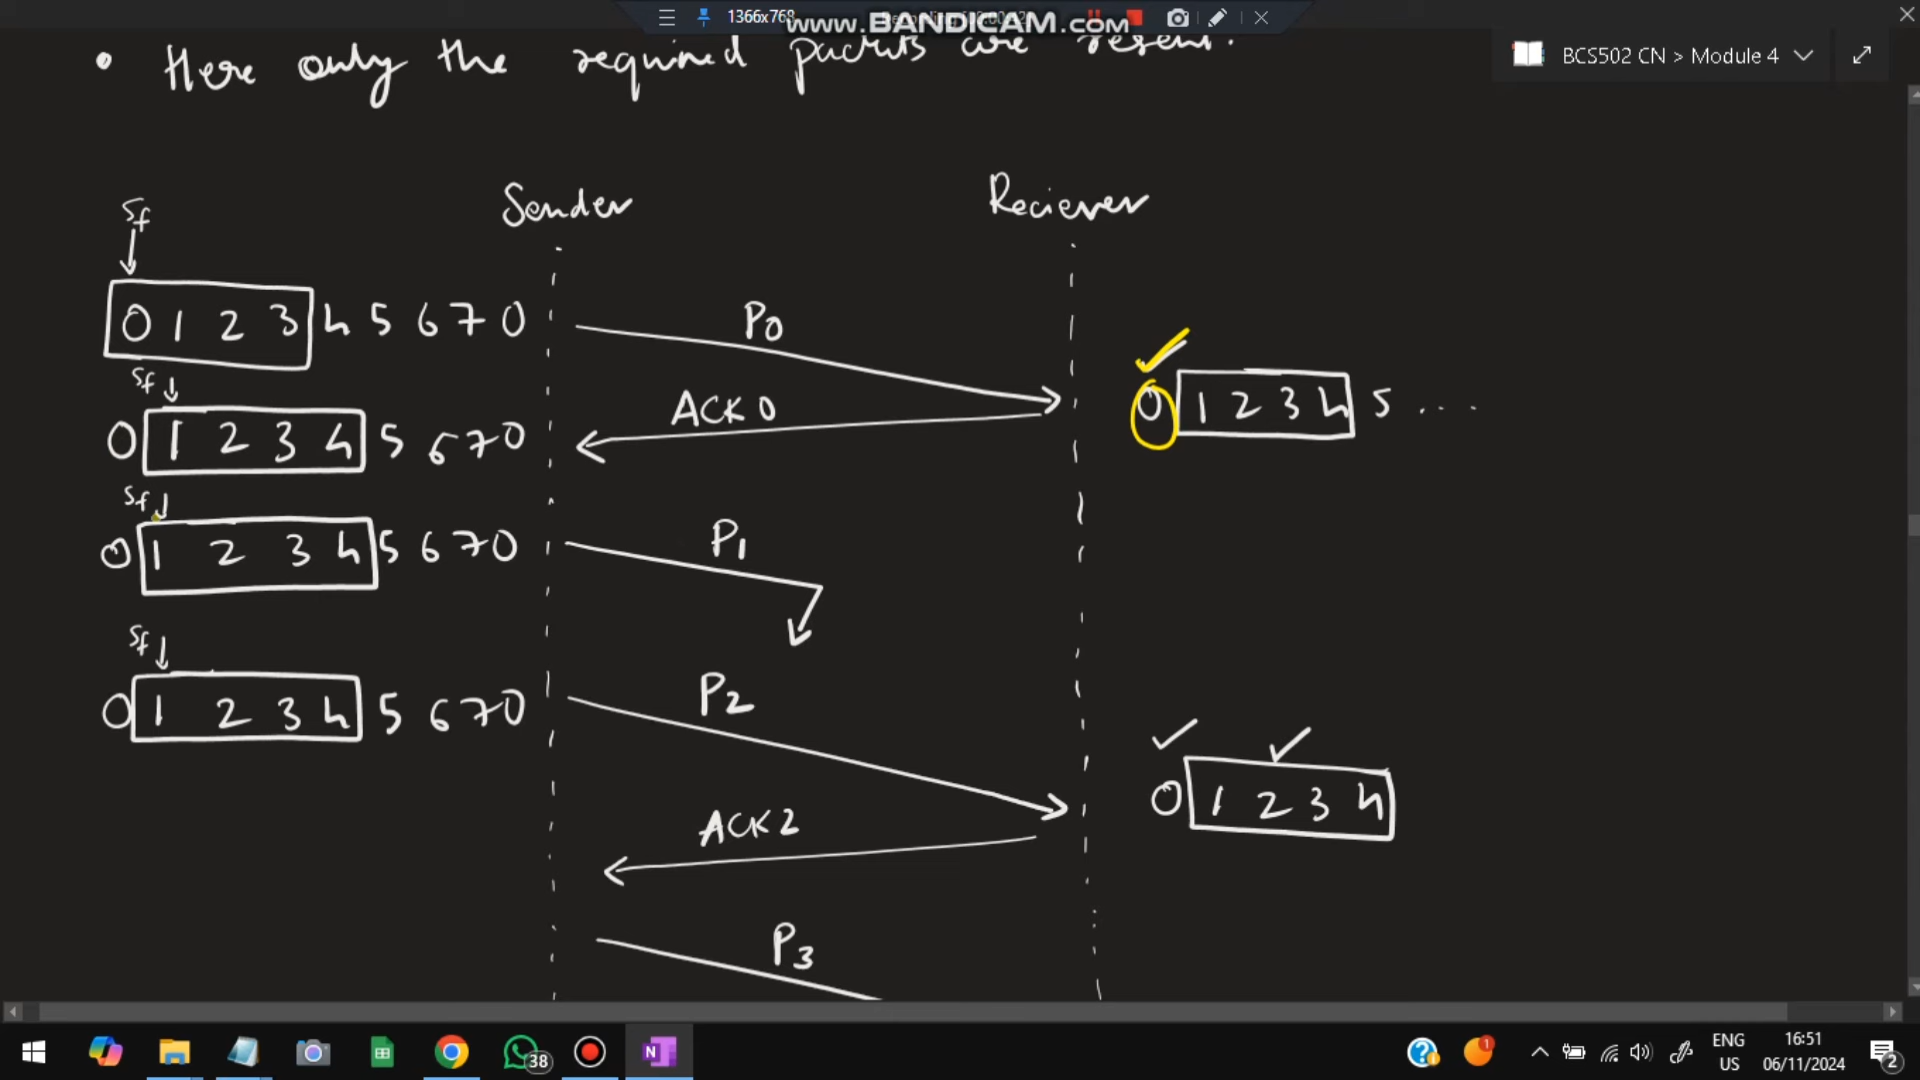 1366x768
www.BANDICAM.com
• Here only the required packets are resent.
BCS502 CN > Module 4
Sender Reciever
Sf
0 1 2 3 4 5 6 7 0
P0
Sf
ACK 0
0 1 2 3 4 5 ...
0 1 2 3 4 5 6 7 0
Sf
0 1 2 3 4 5 6 7 0
P1
Sf
0 1 2 3 4 5 6 7 0
P2
0 1 2 3 4
ACK 2
P3
38
N
1
ENG
US
16:51
06/11/2024
2